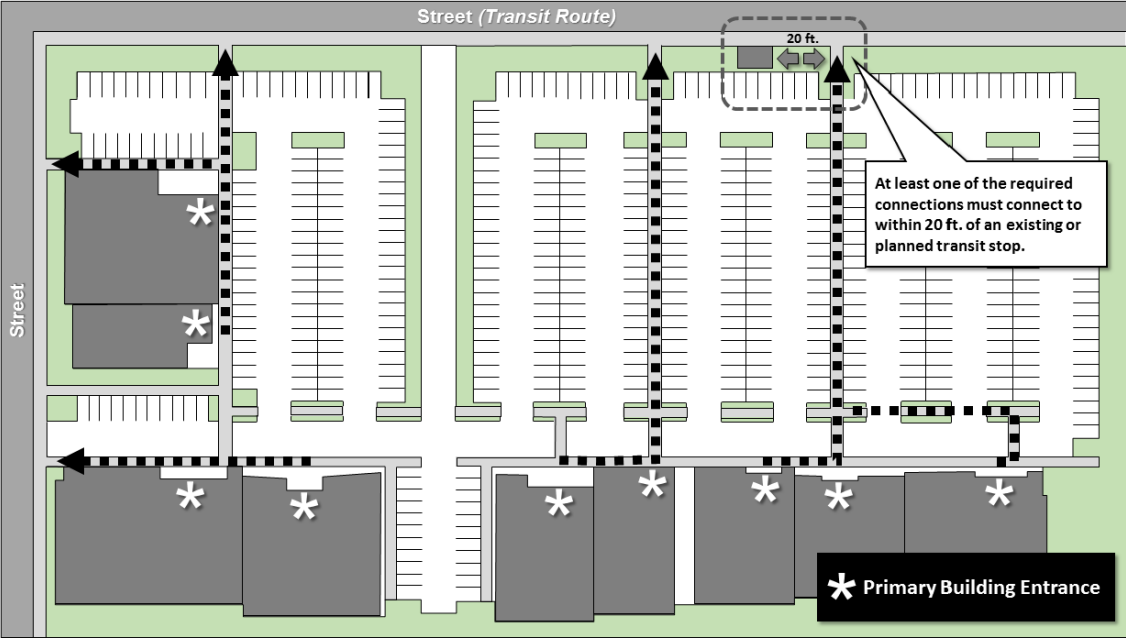 Street (Transit Route)
20 ft.
At least one of the required
connections must connect to
within 20 ft. of an existing or
planned transit stop.
Street
* Primary Building Entrance